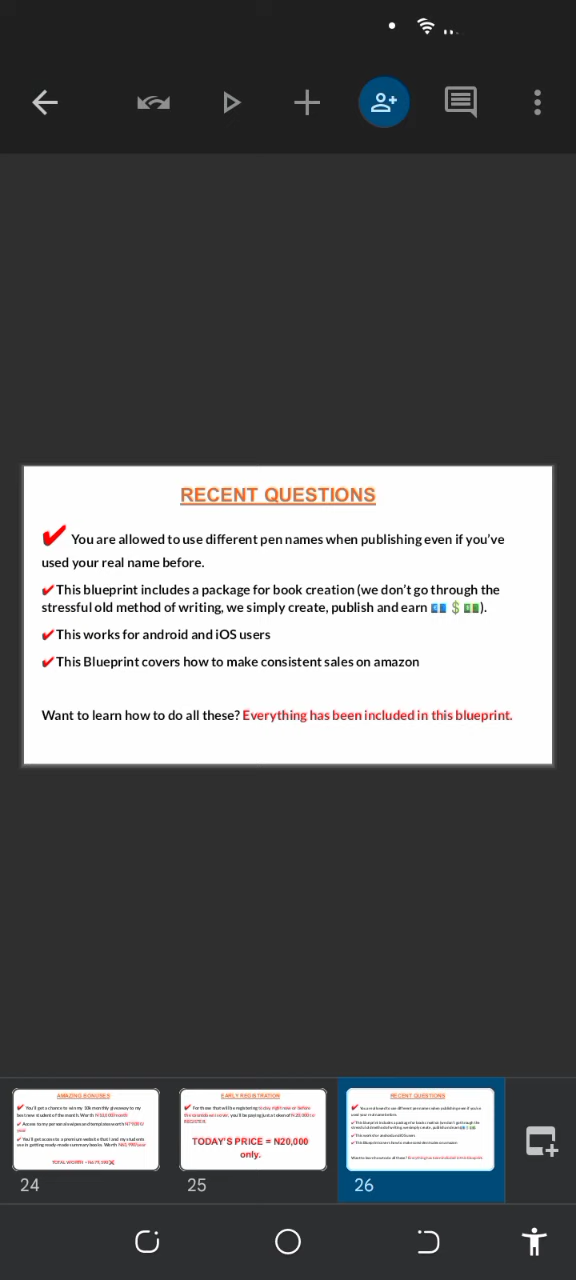 RECENT QUESTIONS
✔ You are allowed to use different pen names when publishing even if you've
used your real name before.
✔This blueprint includes a package for book creation (we don't go through the
stressful old method of writing, we simply create, publish and earn 💶 💲 💵).
✔This works for android and iOS users
✔This Blueprint covers how to make consistent sales on amazon
Want to learn how to do all these? Everything has been included in this blueprint.
AMAZING BONUSES
EARLY REGISTRATION
TODAY'S PRICE = N20,000
only.
RECENT QUESTIONS
24
25
26